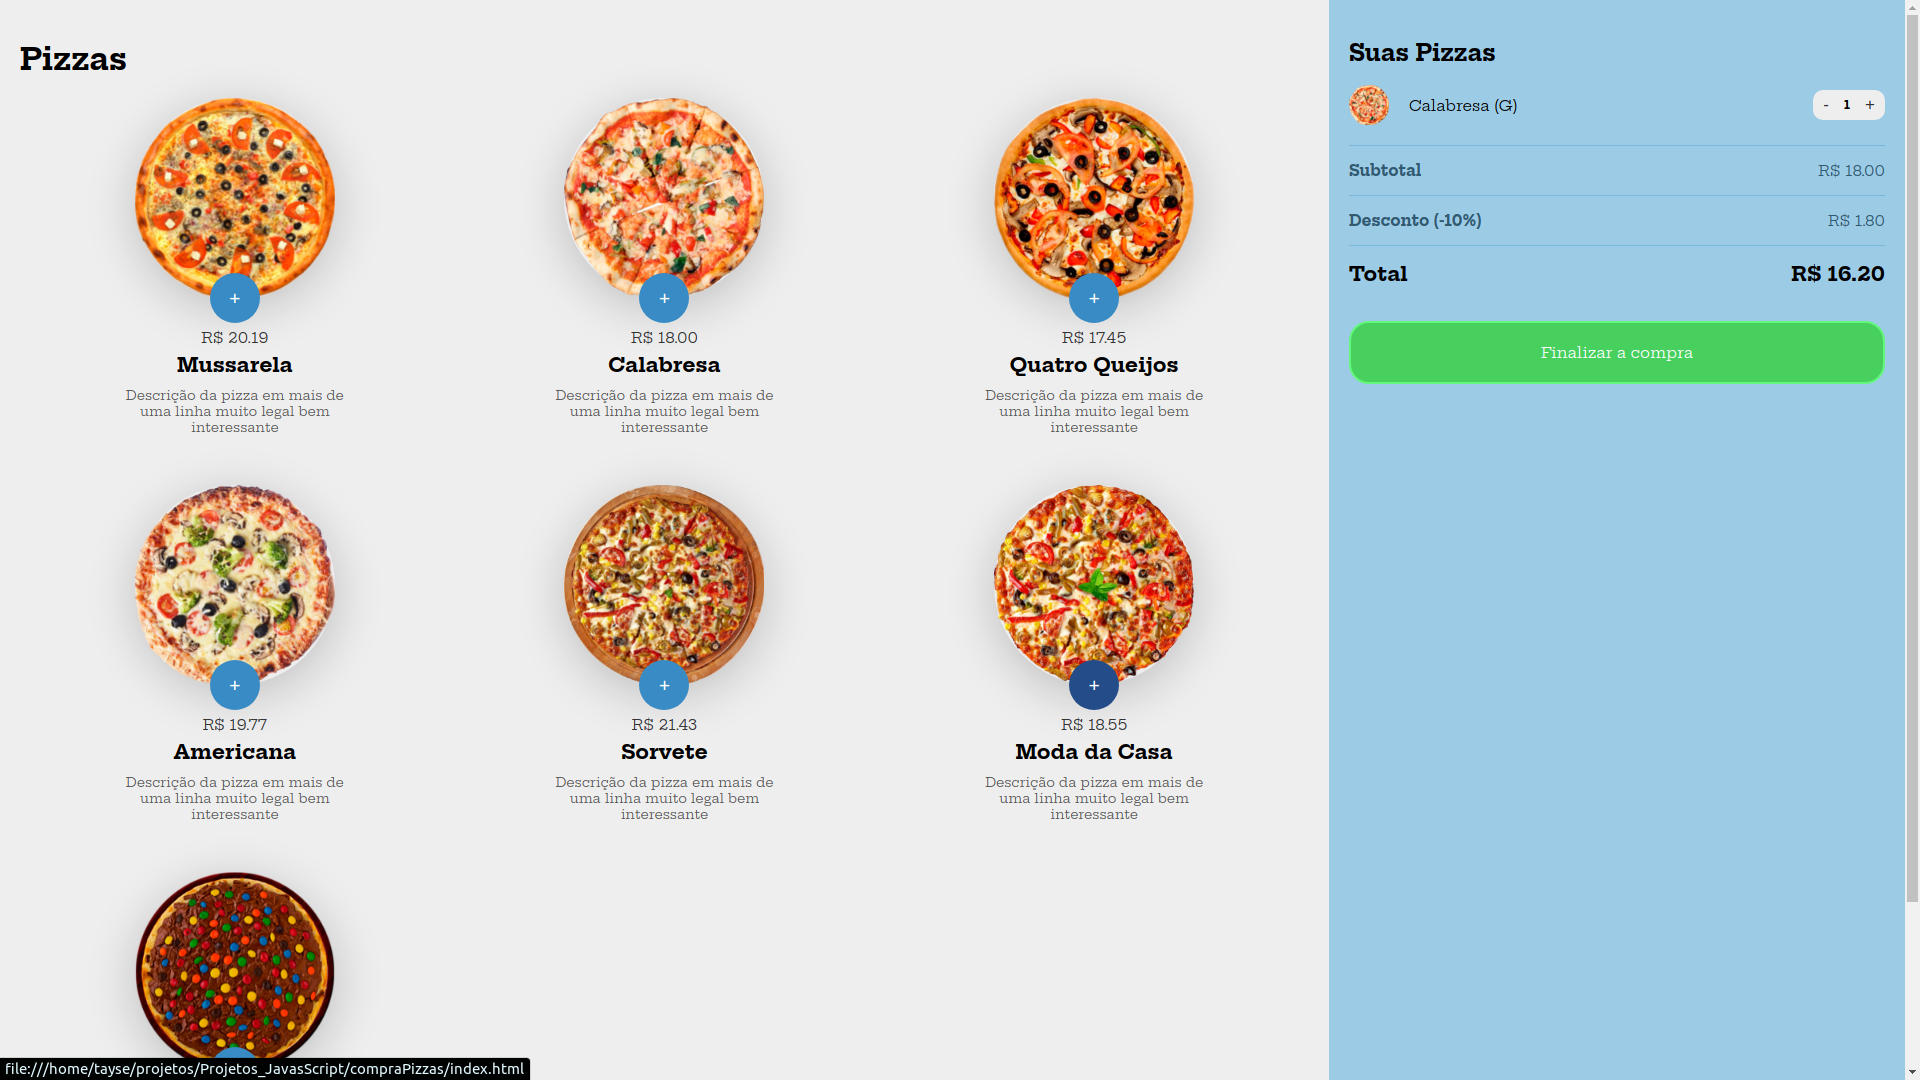 Pizzas
+
R$ 20.19
Mussarela
Descrição da pizza em mais de
uma linha muito legal bem
interessante
+
R$ 18.00
Calabresa
Descrição da pizza em mais de
uma linha muito legal bem
interessante
+
R$ 17.45
Quatro Queijos
Descrição da pizza em mais de
uma linha muito legal bem
interessante
+
R$ 19.77
Americana
Descrição da pizza em mais de
uma linha muito legal bem
interessante
+
R$ 21.43
Sorvete
Descrição da pizza em mais de
uma linha muito legal bem
interessante
+
R$ 18.55
Moda da Casa
Descrição da pizza em mais de
uma linha muito legal bem
interessante
Suas Pizzas
Calabresa (G) - 1 +
Subtotal R$ 18.00
Desconto (-10%) R$ 1.80
Total R$ 16.20
Finalizar a compra
file:///home/tayse/projetos/Projetos_JavasScript/compraPizzas/index.html